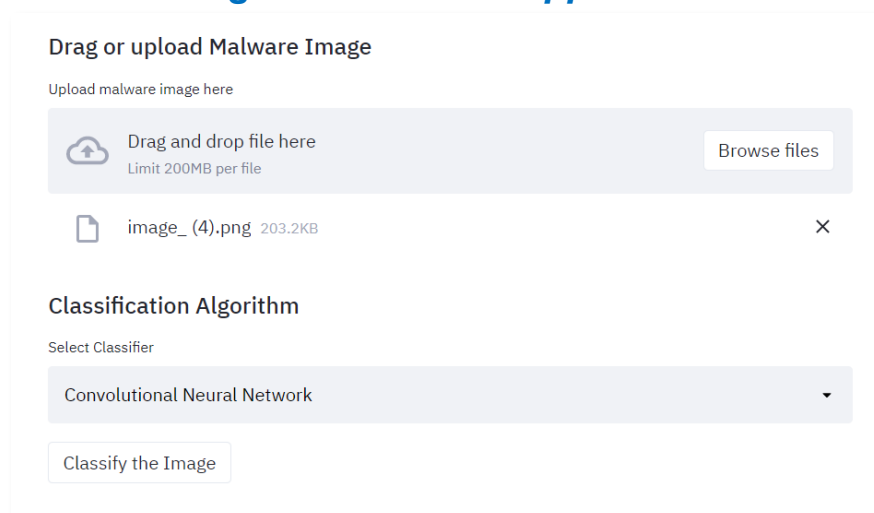 Drag or upload Malware Image
Upload malware image here
Drag and drop file here
Limit 200MB per file
Browse files
image_ (4).png 203.2KB
Classification Algorithm
Select Classifier
Convolutional Neural Network
Classify the Image